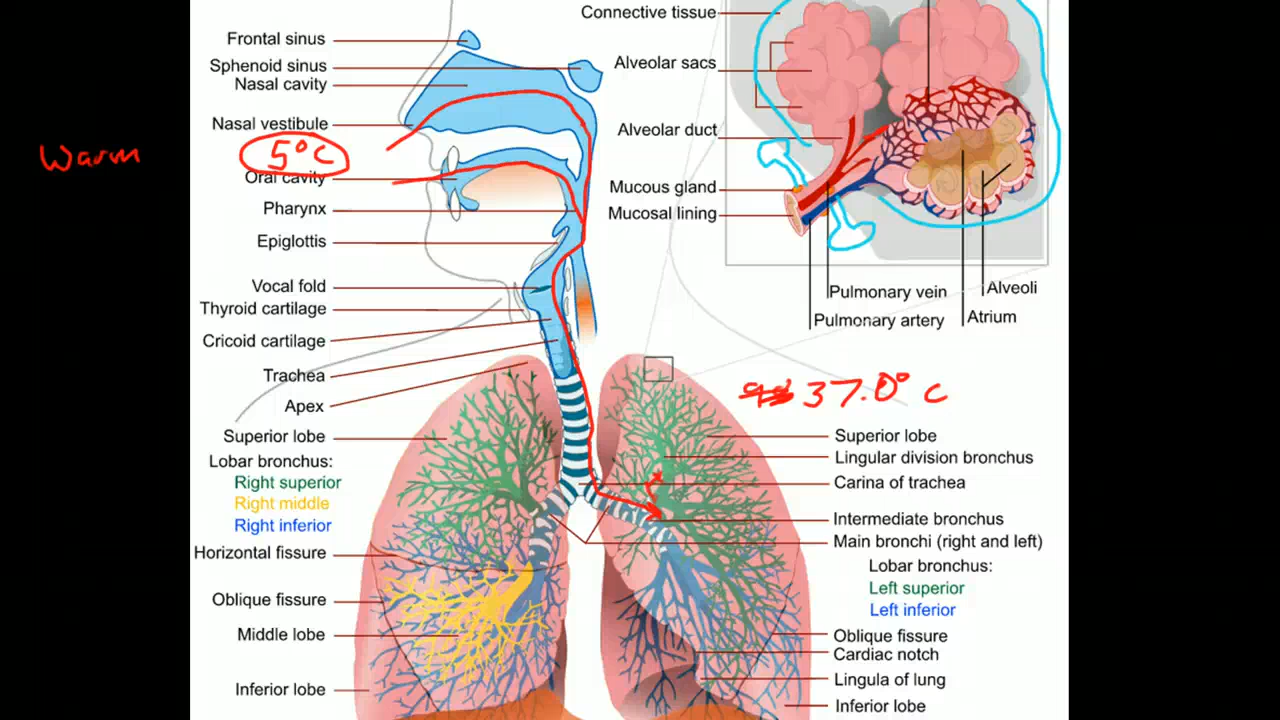 Warm
Frontal sinus
Sphenoid sinus
Nasal cavity
Nasal vestibule
5°C
Oral cavity
Pharynx
Epiglottis
Vocal fold
Thyroid cartilage
Cricoid cartilage
Trachea
Apex
Superior lobe
Lobar bronchus:
Right superior
Right middle
Right inferior
Horizontal fissure
Oblique fissure
Middle lobe
Inferior lobe
Connective tissue
Alveolar sacs
Alveolar duct
Mucous gland
Mucosal lining
Pulmonary vein
Alveoli
Pulmonary artery
Atrium
37.0° C
Superior lobe
Lingular division bronchus
Carina of trachea
Intermediate bronchus
Main bronchi (right and left)
Lobar bronchus:
Left superior
Left inferior
Oblique fissure
Cardiac notch
Lingula of lung
Inferior lobe